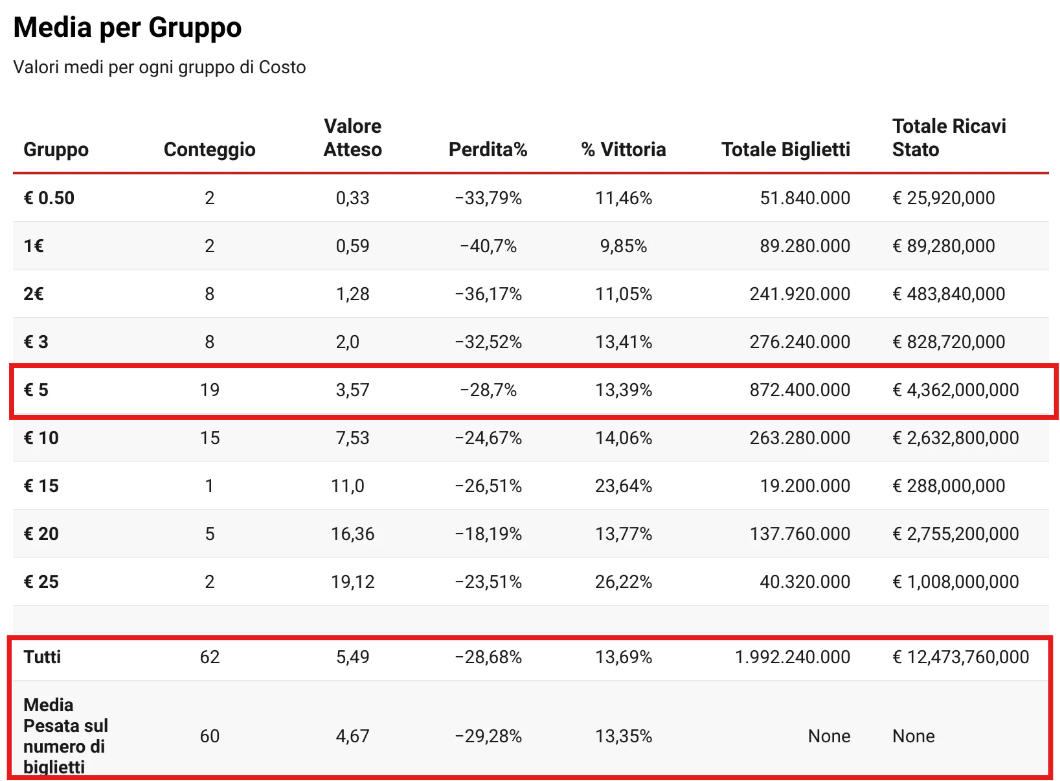 Media per Gruppo
Valori medi per ogni gruppo di Costo
Gruppo Conteggio Valore Atteso Perdita% % Vittoria Totale Biglietti Totale Ricavi Stato
€ 0.50 2 0,33 −33,79% 11,46% 51.840.000 € 25,920,000
1€ 2 0,59 −40,7% 9,85% 89.280.000 € 89,280,000
2€ 8 1,28 −36,17% 11,05% 241.920.000 € 483,840,000
€ 3 8 2,0 −32,52% 13,41% 276.240.000 € 828,720,000
€ 5 19 3,57 −28,7% 13,39% 872.400.000 € 4,362,000,000
€ 10 15 7,53 −24,67% 14,06% 263.280.000 € 2,632,800,000
€ 15 1 11,0 −26,51% 23,64% 19.200.000 € 288,000,000
€ 20 5 16,36 −18,19% 13,77% 137.760.000 € 2,755,200,000
€ 25 2 19,12 −23,51% 26,22% 40.320.000 € 1,008,000,000
Tutti 62 5,49 −28,68% 13,69% 1.992.240.000 € 12,473,760,000
Media
Pesata sul
numero di
biglietti 60 4,67 −29,28% 13,35% None None